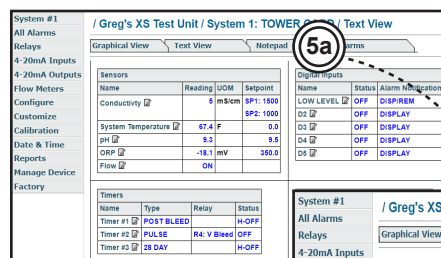 System #1
All Alarms
Relays
4-20mA Inputs
4-20mA Outputs
Flow Meters
Configure
Customize
Calibration
Date & Time
Reports
Manage Device
Factory
/ Greg's XS Test Unit / System 1: TOWER / Text View
Graphical View Text View Notepad arms
5a
Sensors
Name Reading UOM Setpoint
Conductivty 5 mS/cm SP1: 1500
SP2: 1000
System Temperature 67.4 F 0.0
pH 9.3 9.5
ORP -18.1 mV 350.0
Flow ON
Digital Inputs
Name Status Alarm Notification
LOW LEVEL OFF DISP/REM
D2 OFF DISPLAY
D3 OFF DISPLAY
D4 OFF DISPLAY
D5 OFF DISPLAY
Timers
Name Type Relay Status
Timer #1 POST BLEED H-OFF
Timer #2 PULSE R4: V Bleed OFF
Timer #3 28 DAY H-OFF
System #1
All Alarms
Relays
4-20mA Inputs
/ Greg's XS
Graphical View